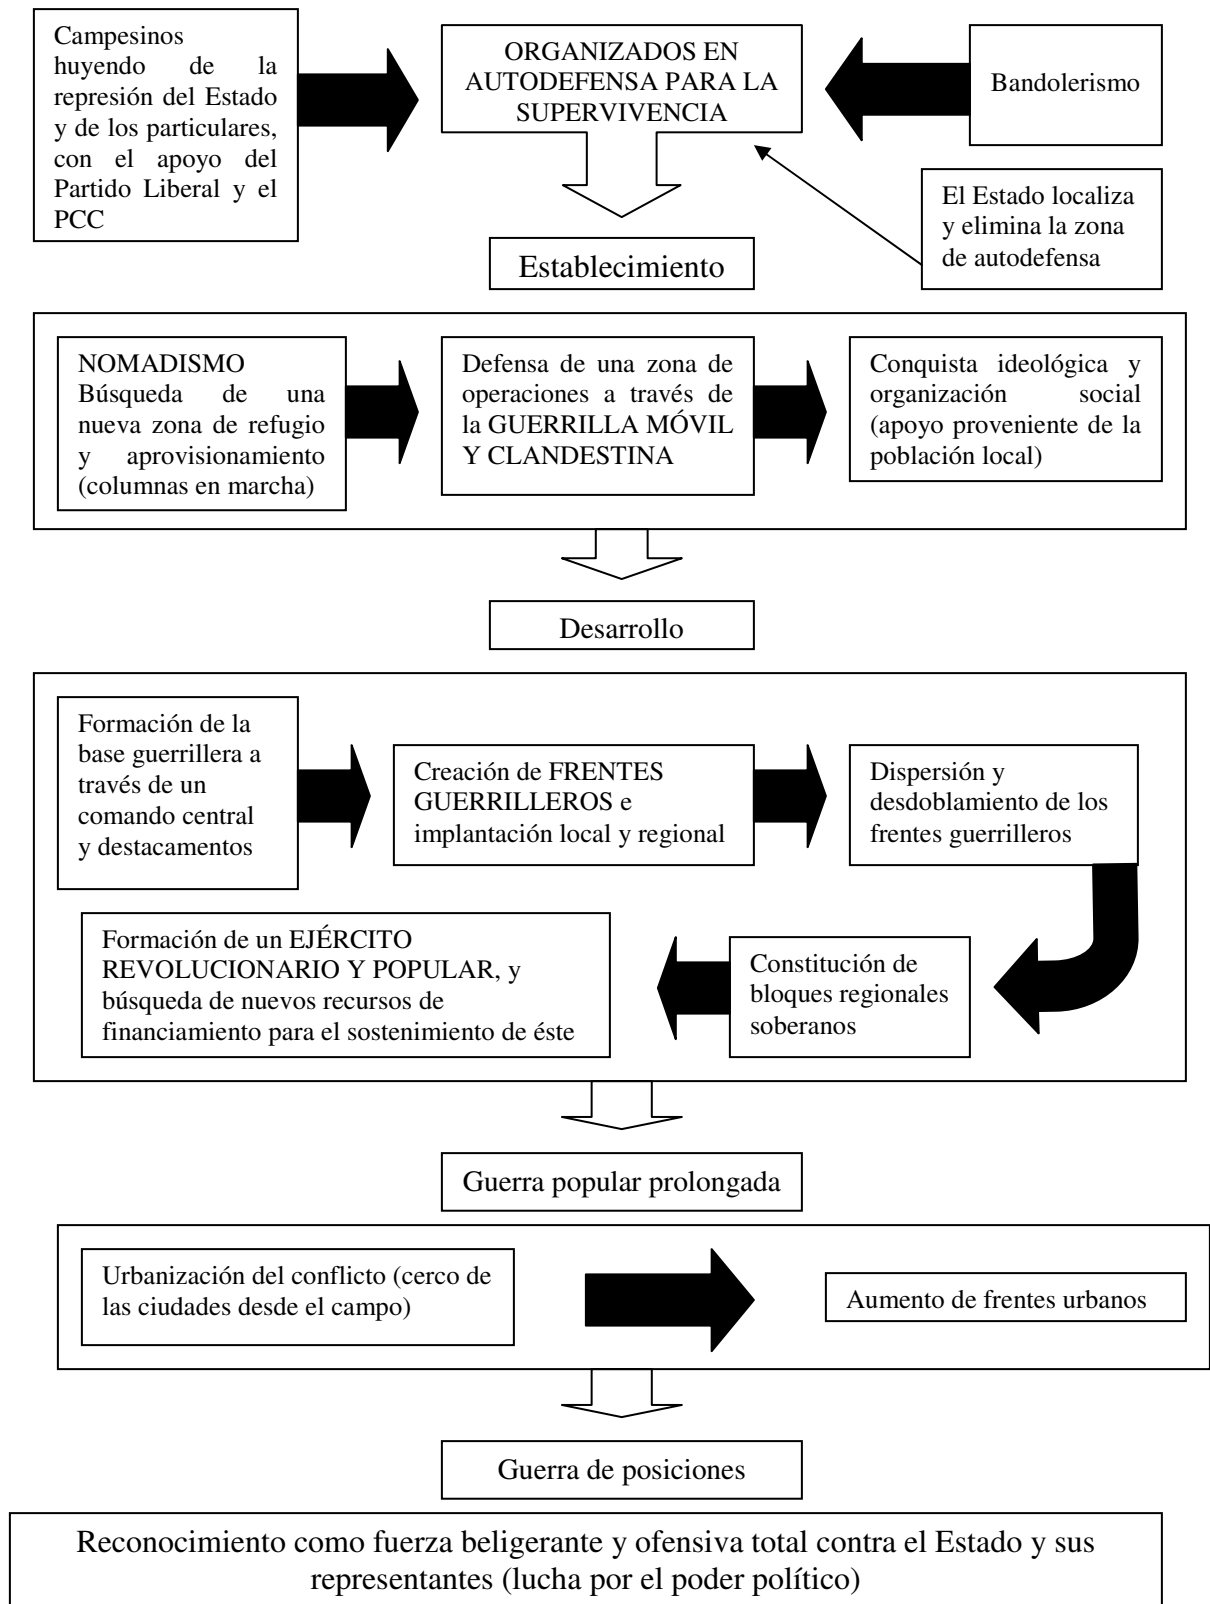 Campesinos
huyendo de la
represión del Estado
y de los particulares,
con el apoyo del
Partido Liberal y el
PCC
ORGANIZADOS EN
AUTODEFENSA PARA LA
SUPERVIVENCIA
Bandolerismo
El Estado localiza
y elimina la zona
de autodefensa
Establecimiento
NOMADISMO
Búsqueda de una
nueva zona de refugio
y aprovisionamiento
(columnas en marcha)
Defensa de una zona de
operaciones a través de
la GUERRILLA MÓVIL
Y CLANDESTINA
Conquista ideológica y
organización social
(apoyo proveniente de la
población local)
Desarrollo
Formación de la
base guerrillera a
través de un
comando central
y destacamentos
Creación de FRENTES
GUERRILLEROS e
implantación local y regional
Dispersión y
desdoblamiento de los
frentes guerrilleros
Constitución de
bloques regionales
soberanos
Formación de un EJÉRCITO
REVOLUCIONARIO Y POPULAR, y
búsqueda de nuevos recursos de
financiamiento para el sostenimiento de éste
Guerra popular prolongada
Urbanización del conflicto (cerco de
las ciudades desde el campo)
Aumento de frentes urbanos
Guerra de posiciones
Reconocimiento como fuerza beligerante y ofensiva total contra el Estado y sus
representantes (lucha por el poder político)